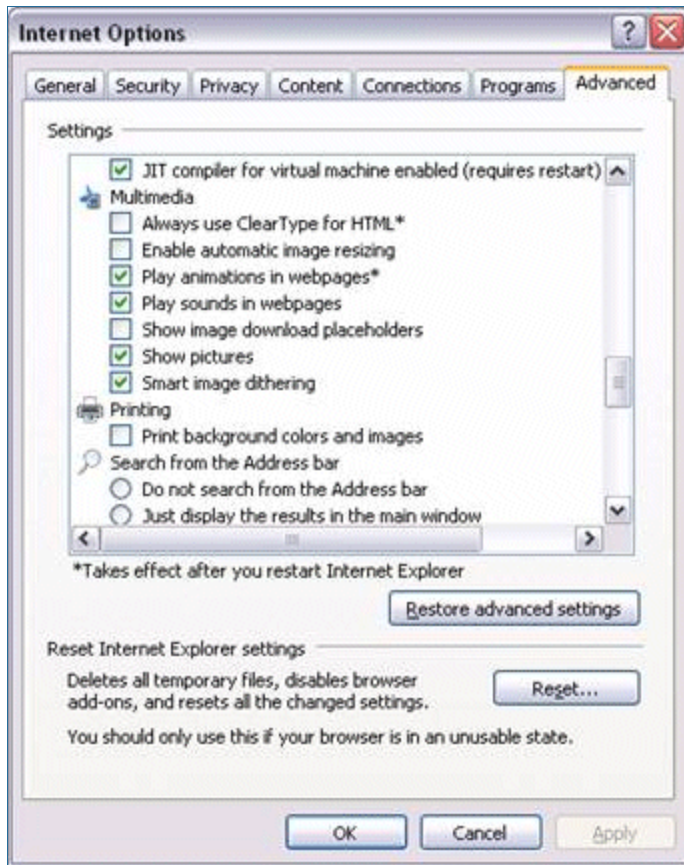 Internet Options
General Security Privacy Content Connections Programs Advanced
Settings
JIT compiler for virtual machine enabled (requires restart)
Multimedia
Always use ClearType for HTML*
Enable automatic image resizing
Play animations in webpages*
Play sounds in webpages
Show image download placeholders
Show pictures
Smart image dithering
Printing
Print background colors and images
Search from the Address bar
Do not search from the Address bar
Just display the results in the main window
*Takes effect after you restart Internet Explorer
Restore advanced settings
Reset Internet Explorer settings
Deletes all temporary files, disables browser
add-ons, and resets all the changed settings.
Reset...
You should only use this if your browser is in an unusable state.
OK Cancel Apply